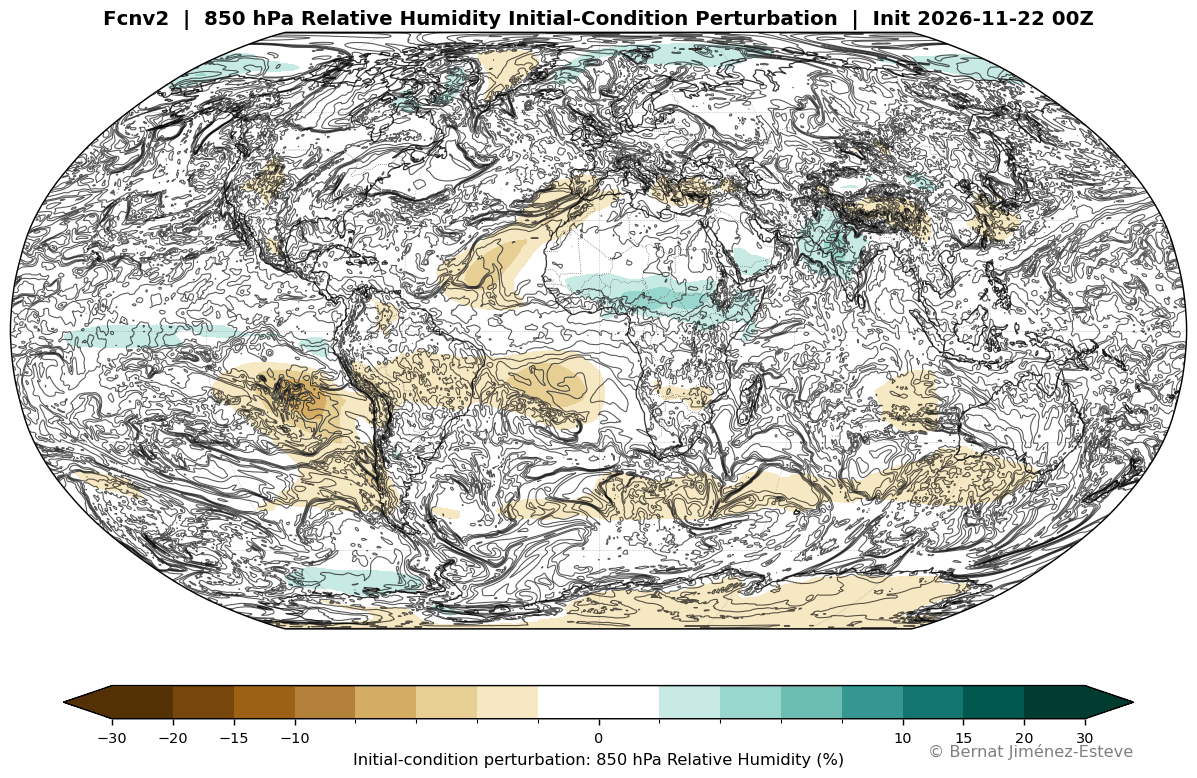 Fcnv2  |  850 hPa Relative Humidity Initial-Condition Perturbation  |  Init 2026-11-22 00Z
−30 −20 −15 −10 0 10 15 20 30
Initial-condition perturbation: 850 hPa Relative Humidity (%)
© Bernat Jiménez-Esteve